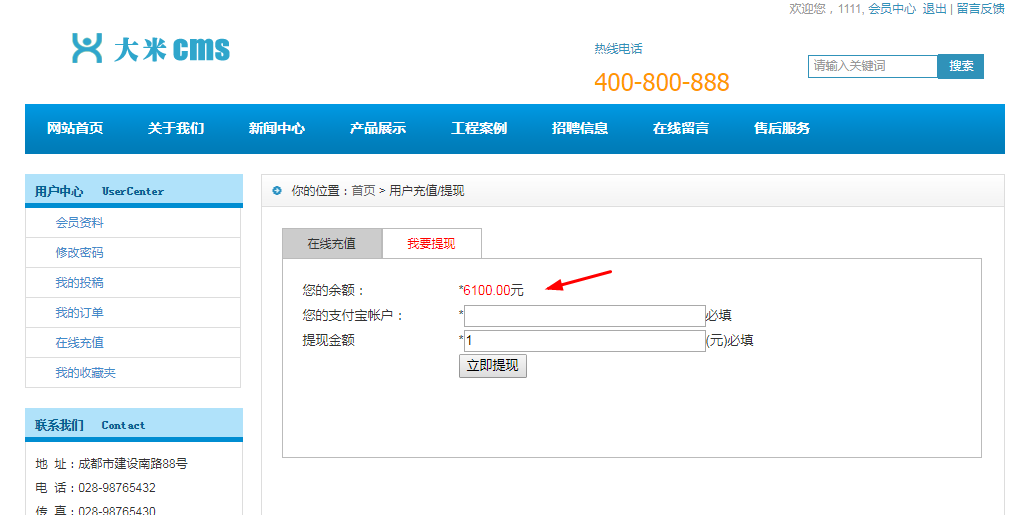 欢迎您，1111, 会员中心 退出 | 留言反馈
大米cms
热线电话
400-800-888
请输入关键词 搜索
网站首页 关于我们 新闻中心 产品展示 工程案例 招聘信息 在线留言 售后服务
用户中心 UserCenter
会员资料
修改密码
我的投稿
我的订单
在线充值
我的收藏夹
联系我们 Contact
地 址：成都市建设南路88号
电 话：028-98765432
传 真：028-98765430
你的位置：首页 > 用户充值/提现
在线充值 我要提现
您的余额： *6100.00元
您的支付宝帐户： * 必填
提现金额 *1 (元)必填
立即提现